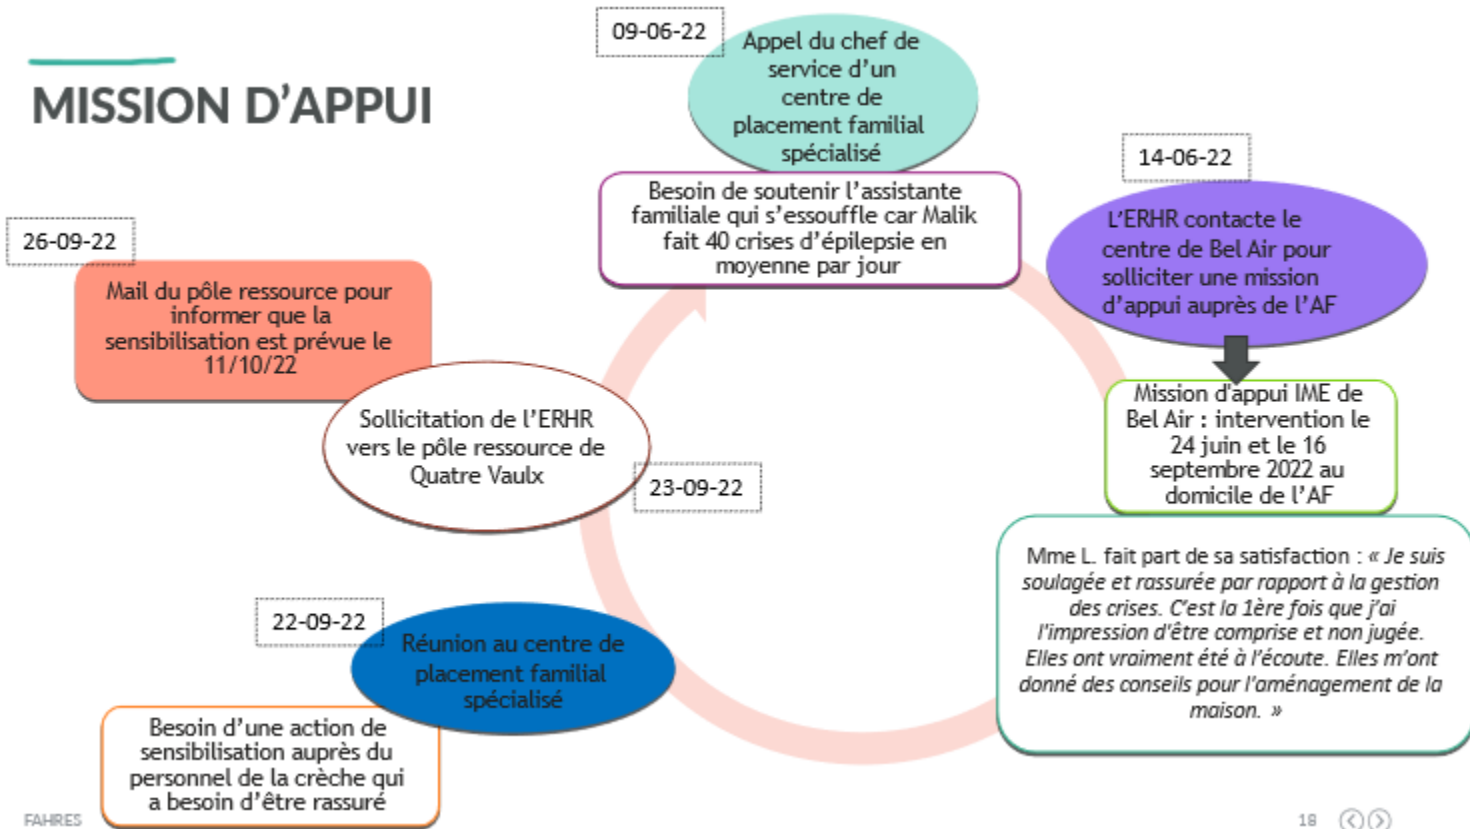 MISSION D’APPUI
09-06-22
Appel du chef de
service d’un
centre de
placement familial
spécialisé
Besoin de soutenir l’assistante
familiale qui s’essouffle car Malik
fait 40 crises d’épilepsie en
moyenne par jour
14-06-22
L’ERHR contacte le
centre de Bel Air pour
solliciter une mission
d’appui auprès de l’AF
Mission d'appui IME de
Bel Air : intervention le
24 juin et le 16
septembre 2022 au
domicile de l’AF
Mme L. fait part de sa satisfaction : « Je suis
soulagée et rassurée par rapport à la gestion
des crises. C’est la 1ère fois que j’ai
l’impression d’être comprise et non jugée.
Elles ont vraiment été à l’écoute. Elles m’ont
donné des conseils pour l’aménagement de la
maison. »
22-09-22
Réunion au centre de
placement familial
spécialisé
Besoin d’une action de
sensibilisation auprès du
personnel de la crèche qui
a besoin d’être rassuré
23-09-22
Sollicitation de l’ERHR
vers le pôle ressource de
Quatre Vaulx
26-09-22
Mail du pôle ressource pour
informer que la
sensibilisation est prévue le
11/10/22
FAHRES
18